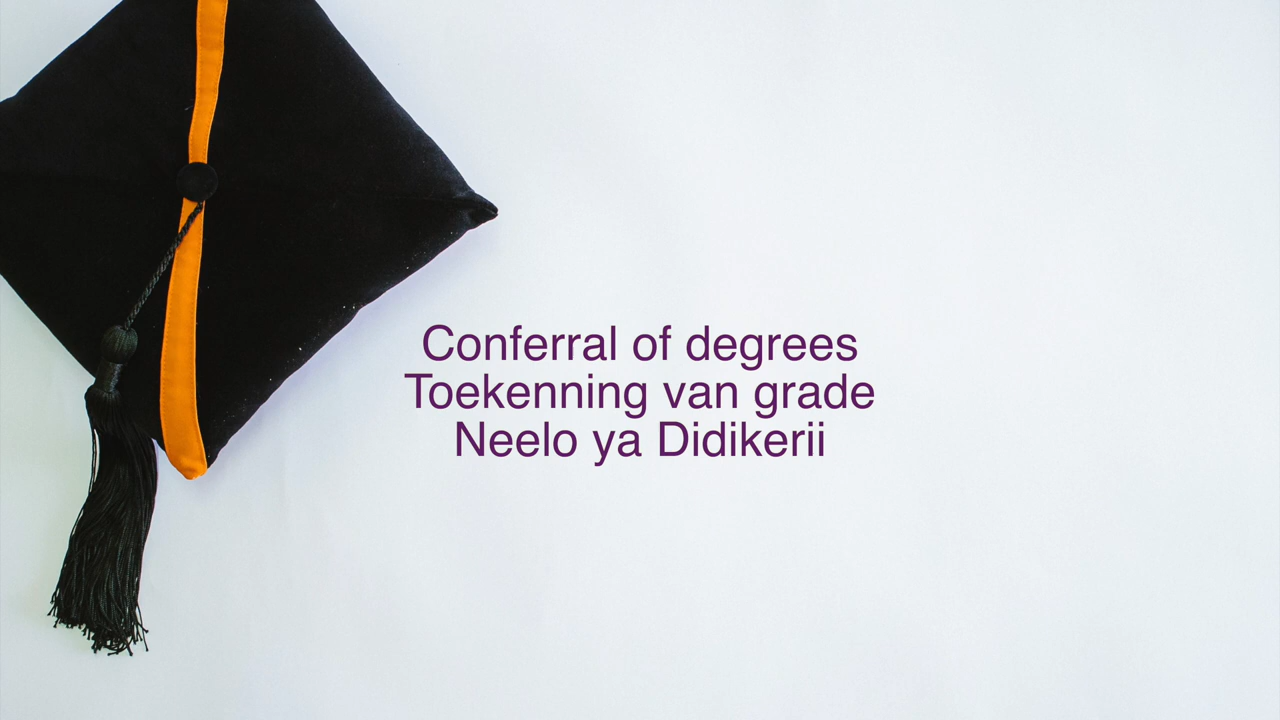 Conferral of degrees
Toekenning van grade
Neelo ya Didikerii